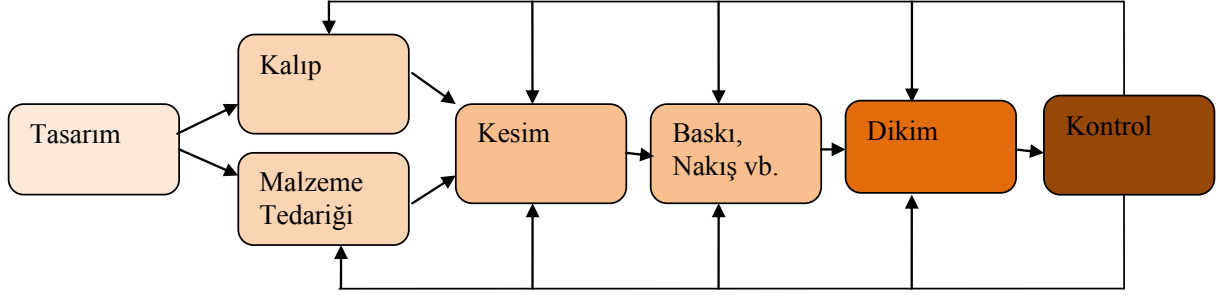 Tasarım
Kalıp
Malzeme
Tedariği
Kesim
Baskı,
Nakış vb.
Dikim
Kontrol